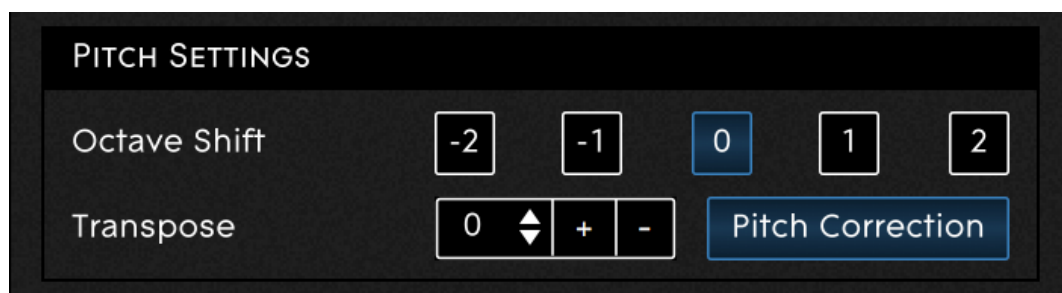 PITCH SETTINGS
Octave Shift -2 -1 0 1 2
Transpose 0 + - Pitch Correction